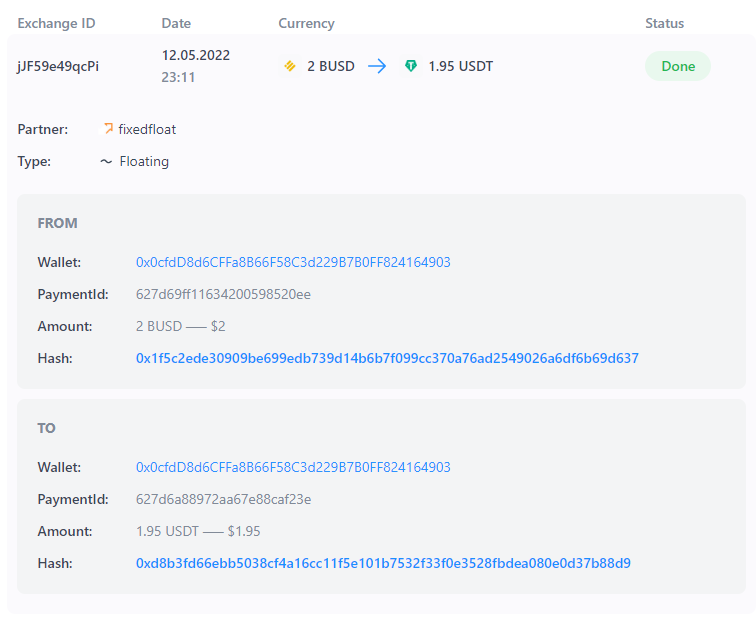 Exchange ID Date Currency Status
jJF59e49qcPi 12.05.2022 23:11 2 BUSD → 1.95 USDT Done
Partner: fixedfloat
Type: ~ Floating
FROM
Wallet: 0x0cfdD8d6CFFa8B66F58C3d229B7B0FF824164903
PaymentId: 627d69ff11634200598520ee
Amount: 2 BUSD —— $2
Hash: 0x1f5c2ede30909be699edb739d14b6b7f099cc370a76ad2549026a6df6b69d637
TO
Wallet: 0x0cfdD8d6CFFa8B66F58C3d229B7B0FF824164903
PaymentId: 627d6a88972aa67e88caf23e
Amount: 1.95 USDT —— $1.95
Hash: 0xd8b3fd66ebb5038cf4a16cc11f5e101b7532f33f0e3528fbdea080e0d37b88d9